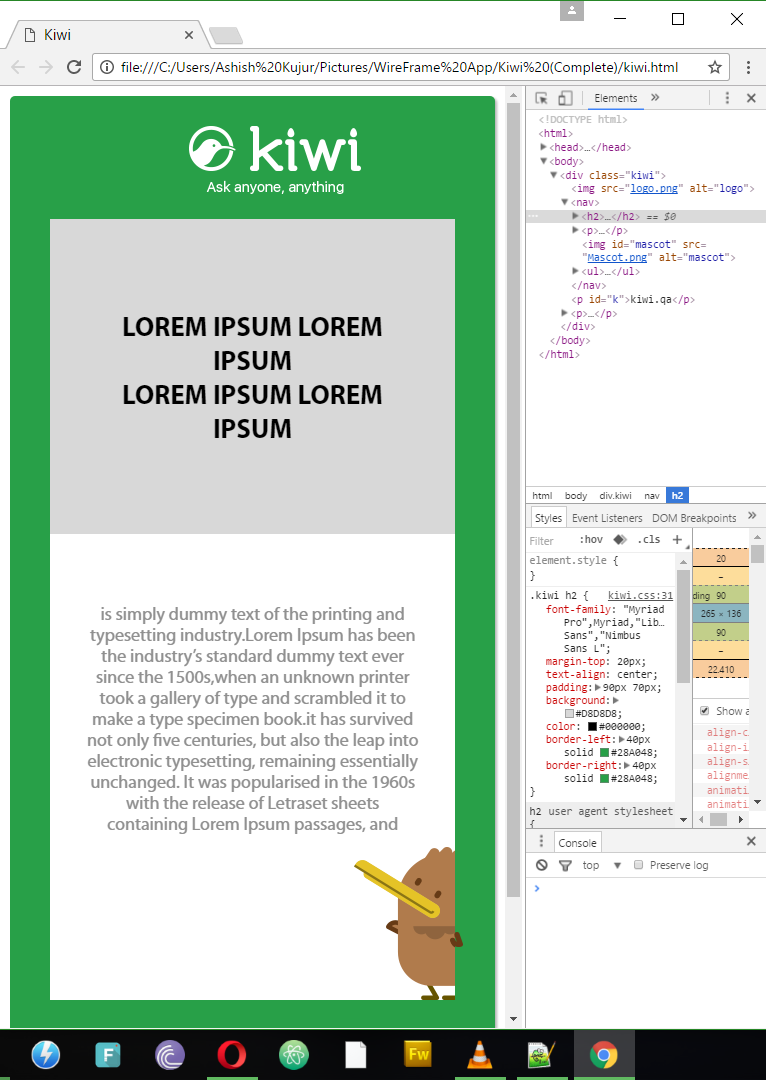 Kiwi
file:///C:/Users/Ashish%20Kujur/Pictures/WireFrame%20App/Kiwi%20(Complete)/kiwi.html
kiwi
Ask anyone, anything
LOREM IPSUM LOREM
IPSUM
LOREM IPSUM LOREM
IPSUM
is simply dummy text of the printing and
typesetting industry.Lorem Ipsum has been
the industry’s standard dummy text ever
since the 1500s,when an unknown printer
took a gallery of type and scrambled it to
make a type specimen book.it has survived
not only five centuries, but also the leap into
electronic typesetting, remaining essentially
unchanged. It was popularised in the 1960s
with the release of Letraset sheets
containing Lorem Ipsum passages, and
Elements »
<!DOCTYPE html>
<html>
<head>…</head>
<body>
<div class="kiwi">
<img src="logo.png" alt="logo">
<nav>
… <h2>…</h2> == $0
<p>…</p>
<img id="mascot" src=
"Mascot.png" alt="mascot">
<ul>…</ul>
</nav>
<p id="k">kiwi.qa</p>
<p>…</p>
</div>
</body>
</html>
html body div.kiwi nav h2
Styles Event Listeners DOM Breakpoints »
Filter :hov .cls +
element.style {
}
.kiwi h2 { kiwi.css:31
font-family: "Myriad
Pro",Myriad,"Lib…
Sans","Nimbus
Sans L";
margin-top: 20px;
text-align: center;
padding: 90px 70px;
background:
#D8D8D8;
color: #000000;
border-left: 40px
solid #28A048;
border-right: 40px
solid #28A048;
}
h2 user agent stylesheet
{
20
–
ding 90
265 × 136
90
–
22.410
Show a
align-c
align-i
align-s
alignme
animati
animati
Console
top Preserve log
›
F
Fw